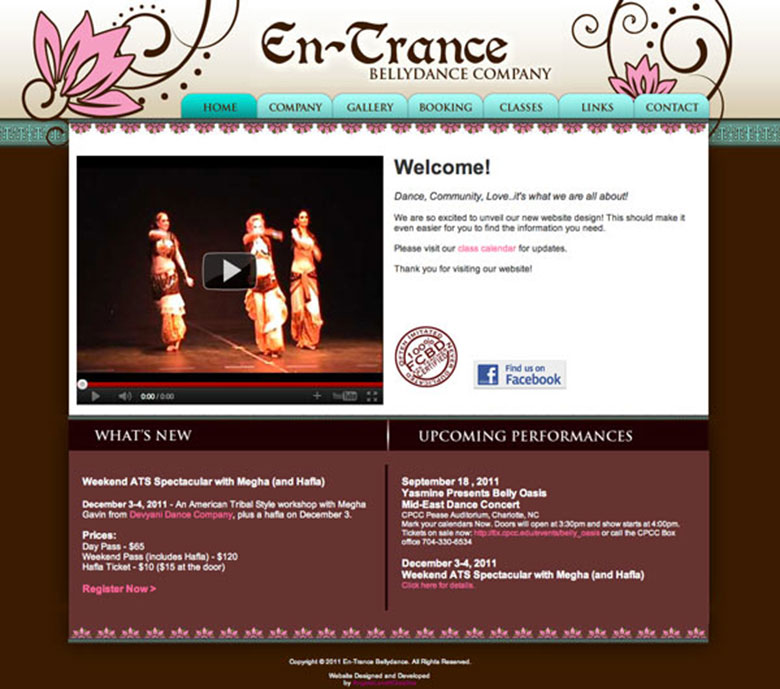 En-Trance
BELLYDANCE COMPANY
HOME
COMPANY
GALLERY
BOOKING
CLASSES
LINKS
CONTACT
Welcome!
Dance, Community, Love..it's what we are all about!
We are so excited to unveil our new website design! This should make it
even easier for you to find the information you need.
Please visit our class calendar for updates.
Thank you for visiting our website!
OFTEN IMITATED NEVER DUPLICATED
100%
FCBD
CERTIFIED
Find us on
Facebook
0:00 / 0:00
YouTube
WHAT'S NEW
Weekend ATS Spectacular with Megha (and Hafla)
December 3-4, 2011 - An American Tribal Style workshop with Megha
Gavin from Devyani Dance Company, plus a hafla on December 3.
Prices:
Day Pass - $65
Weekend Pass (includes Hafla) - $120
Hafla Ticket - $10 ($15 at the door)
Register Now >
UPCOMING PERFORMANCES
September 18 , 2011
Yasmine Presents Belly Oasis
Mid-East Dance Concert
CPCC Pease Auditorium, Charlotte, NC
Mark your calendars Now. Doors will open at 3:30pm and show starts at 4:00pm.
Tickets on sale now: http://tix.cpcc.edu/events/belly_oasis or call the CPCC Box
office 704-330-6534
December 3-4, 2011
Weekend ATS Spectacular with Megha (and Hafla)
Click here for details.
Copyright © 2011 En-Trance Bellydance. All Rights Reserved.
Website Designed and Developed
by